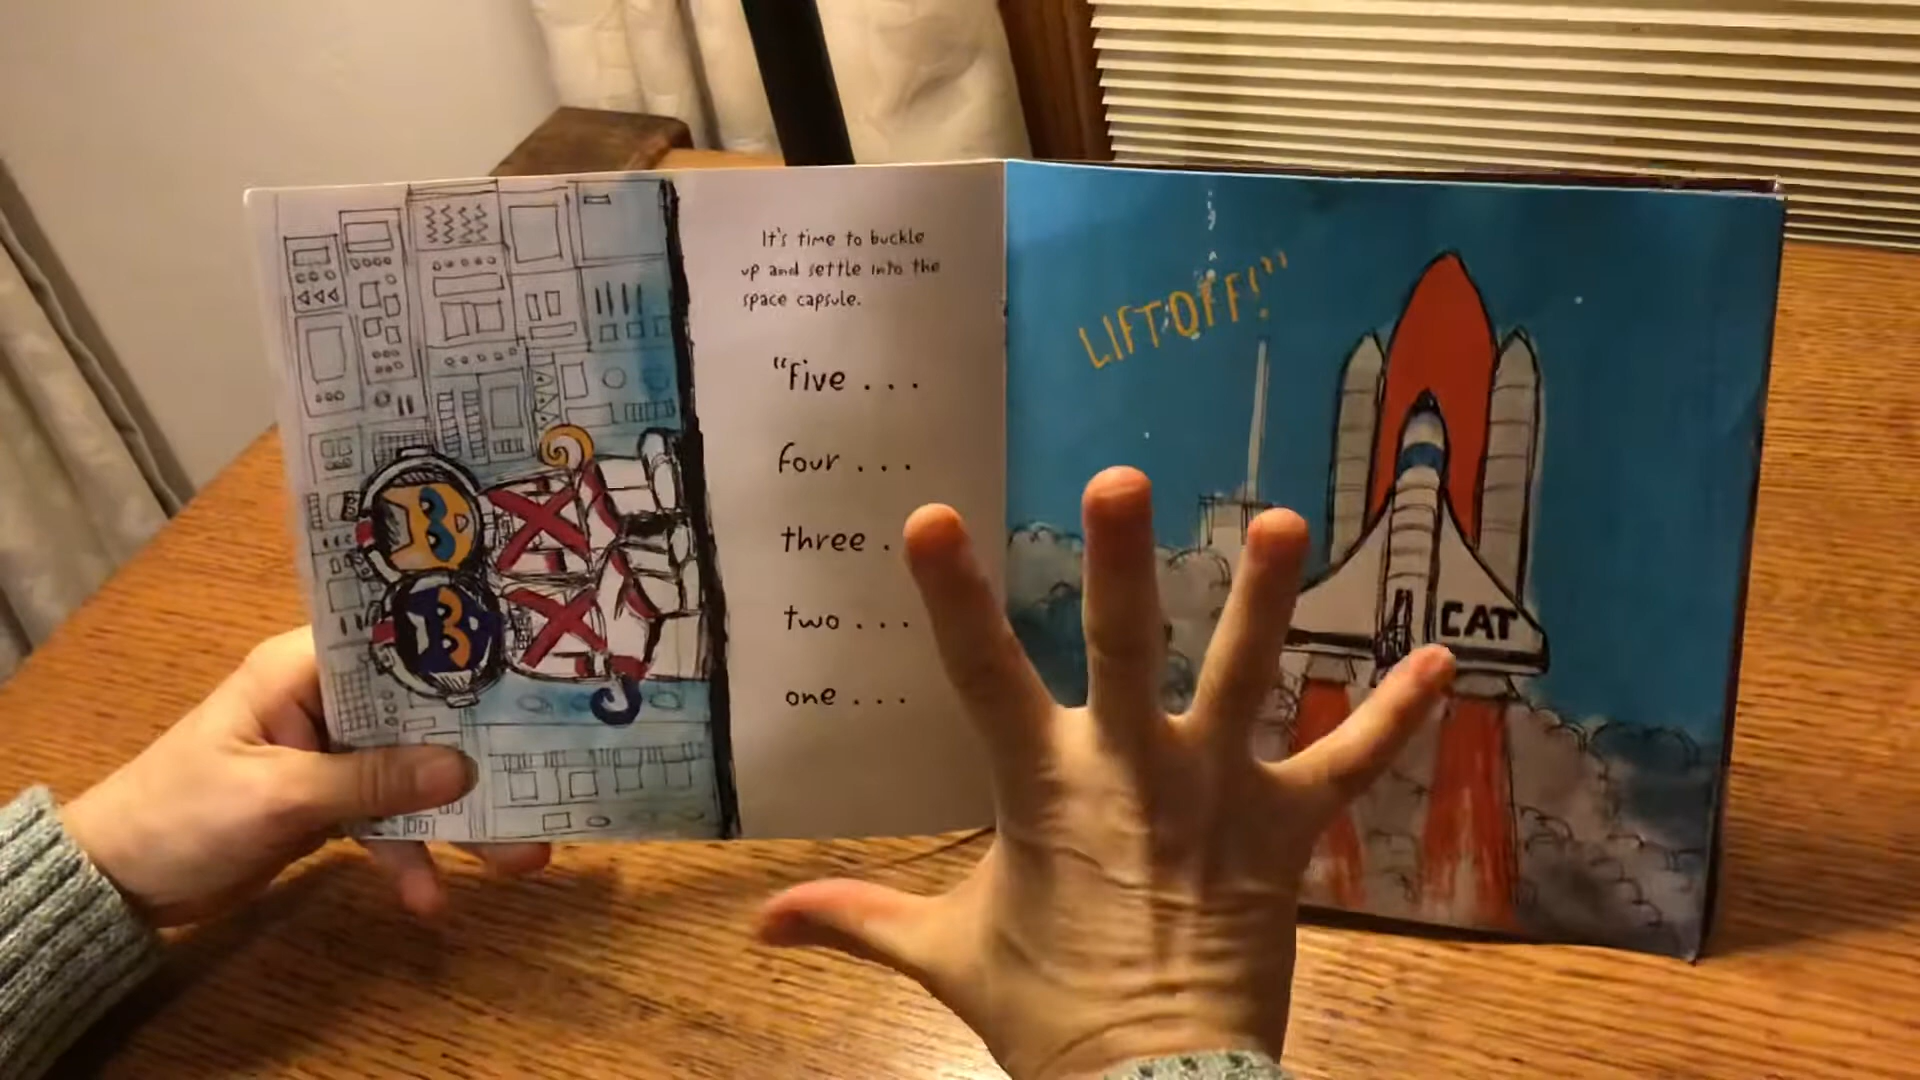 It's time to buckle
up and settle into the
space capsule.
"Five . . .
four . . .
three .
two . . .
one . . .
LIFTOFF!"
CAT